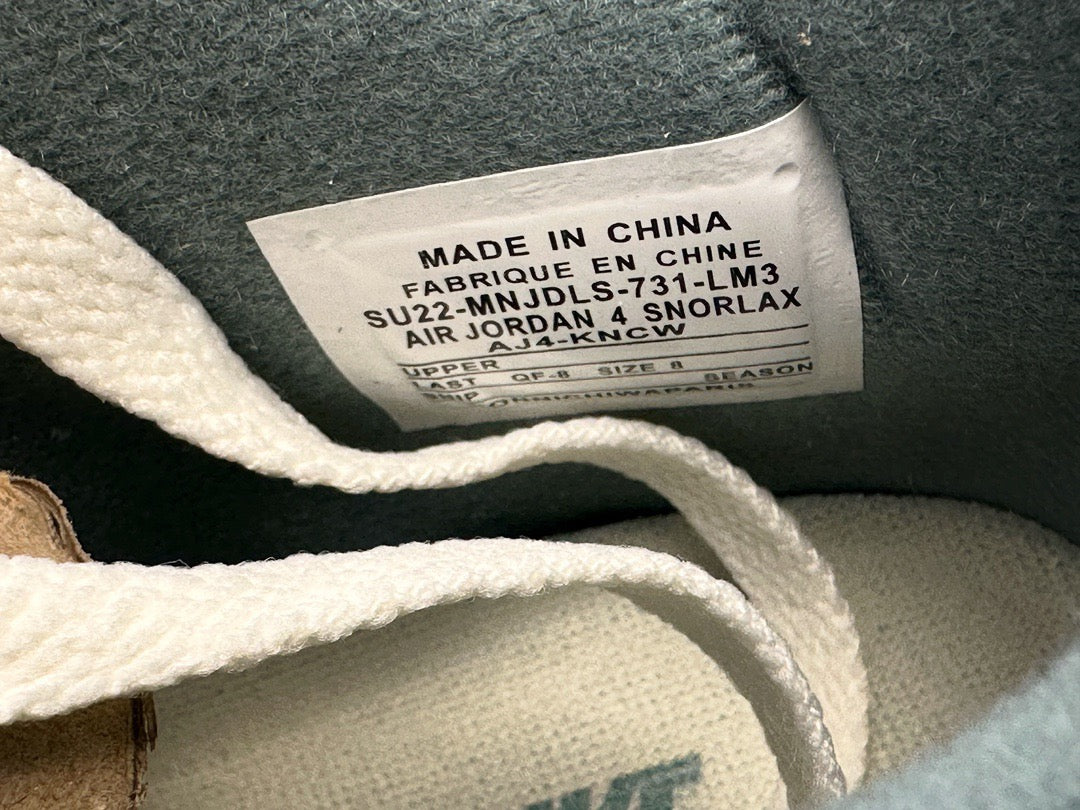 MADE IN CHINA
FABRIQUE EN CHINE
SU22-MNJDLS-731-LM3
AIR JORDAN 4 SNORLAX
AJ4-KNCW
UPPER
LAST QF-8 SIZE 8 SEASON
SHIP